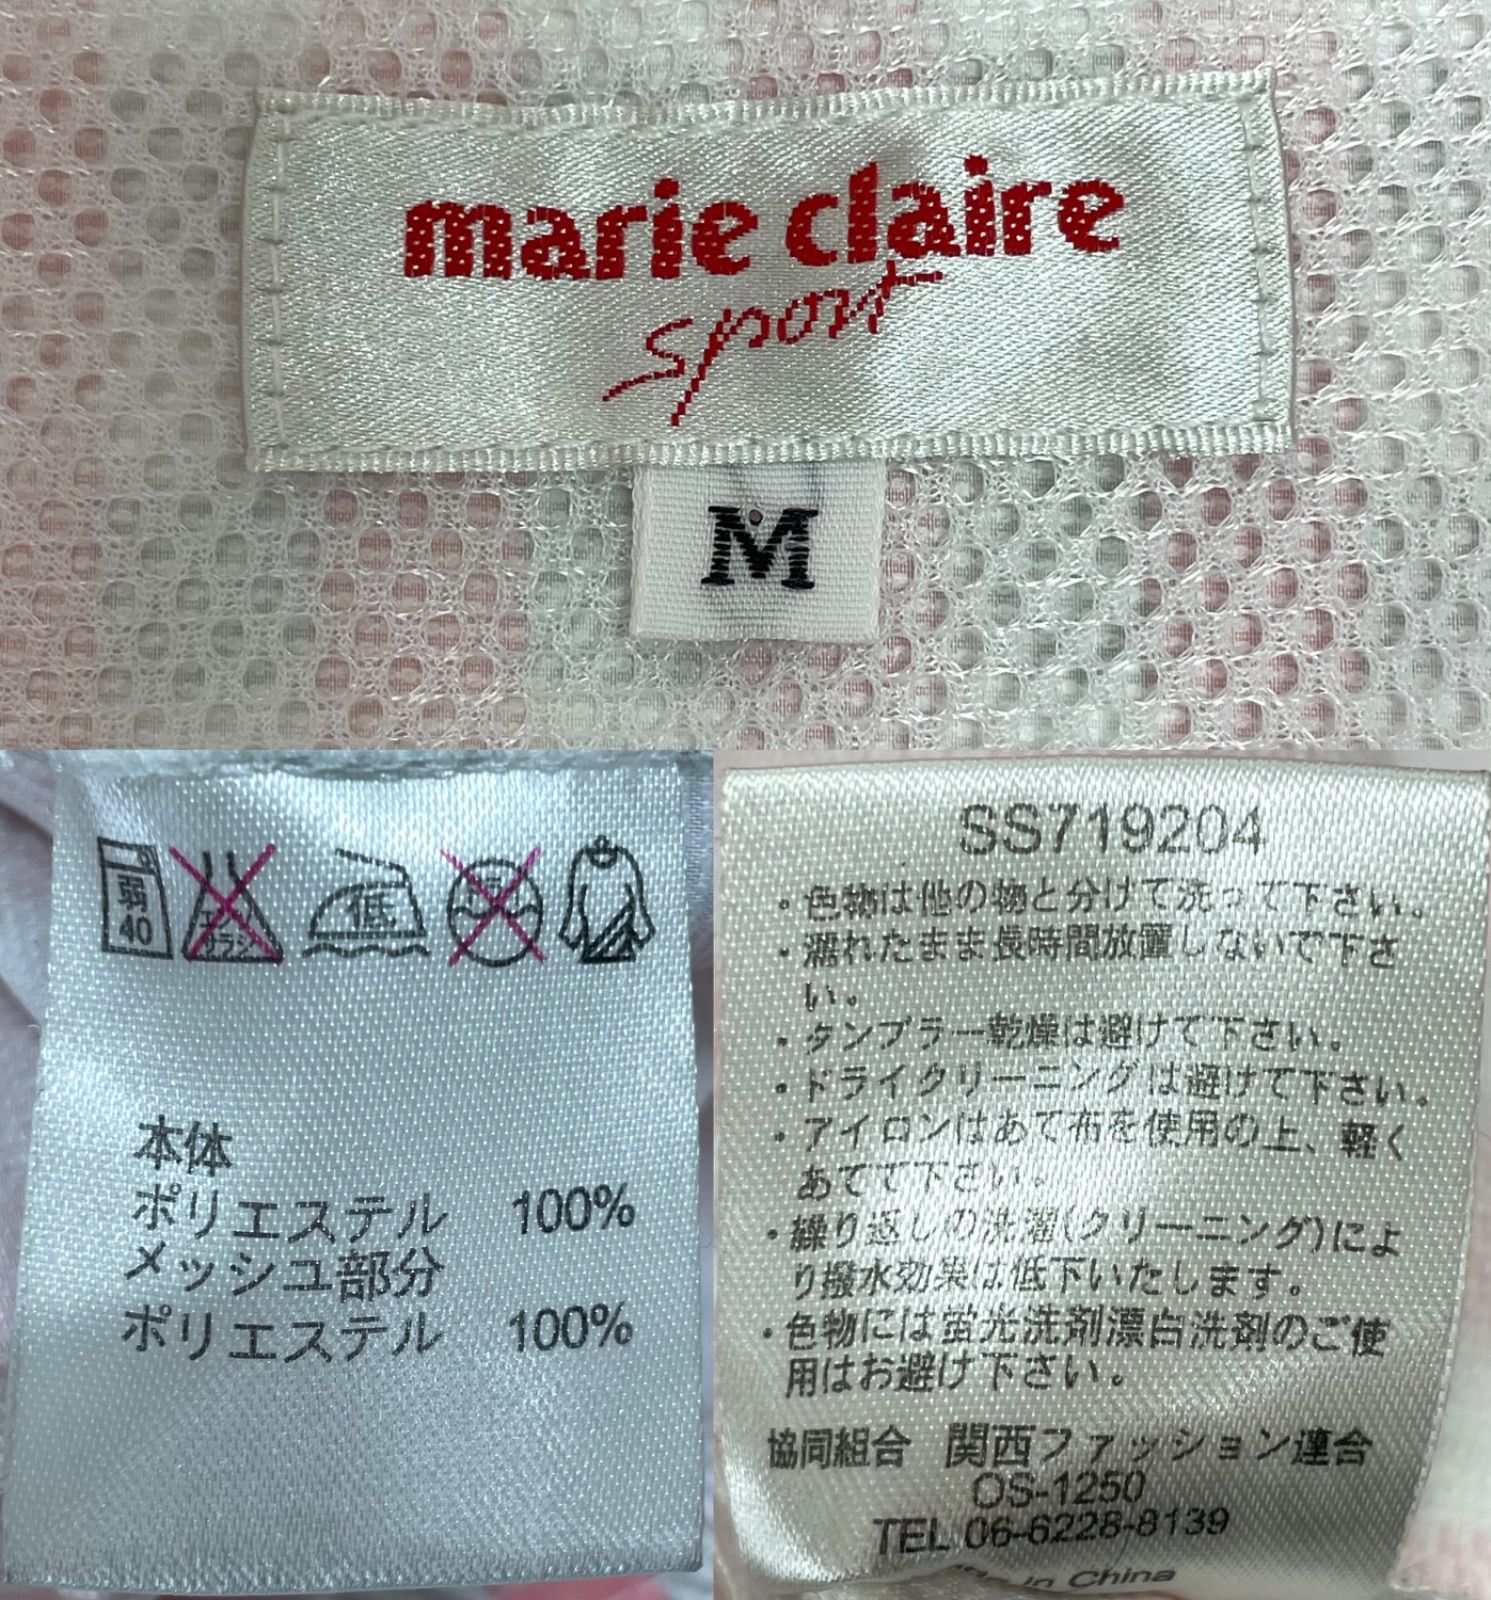 marie claire
sport
M
弱
40
エンソ
サラシ
低
本体
ポリエステル 100%
メッシュ部分
ポリエステル 100%
SS719204
・色物は他の物と分けて洗って下さい。
・濡れたまま長時間放置しないで下さ
い。
・タンブラー乾燥は避けて下さい。
・ドライクリーニングは避けて下さい。
・アイロンはあて布を使用の上、軽く
あてて下さい。
・繰り返しの洗濯(クリーニング)によ
り撥水効果は低下いたします。
・色物には蛍光洗剤漂白洗剤のご使
用はお避け下さい。
協同組合 関西ファッション連合
OS-1250
TEL 06-6228-8139
in China